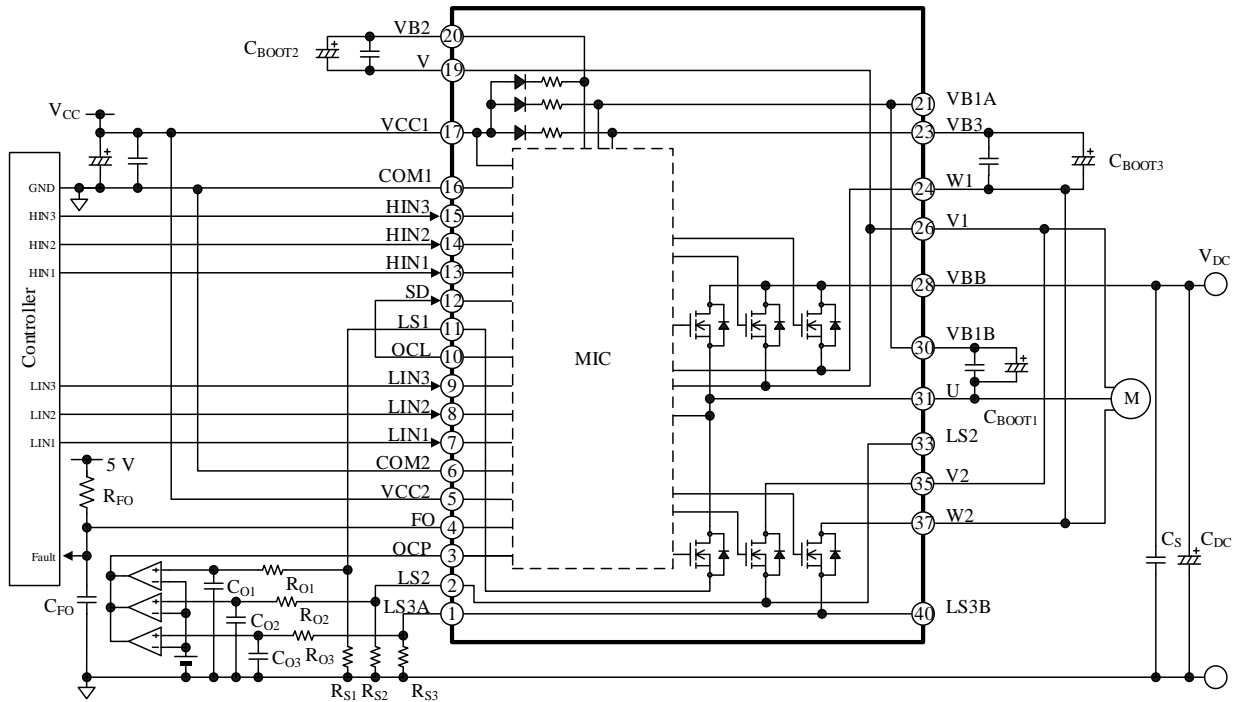 VB2
20
C_BOOT2
V
19
V_CC
VCC1
17
21
VB1A
23
VB3
C_BOOT3
GND
COM1
16
24
W1
HIN3
HIN3
15
26
V1
HIN2
HIN2
14
HIN1
HIN1
13
28
VBB
V_DC
SD
12
LS1
11
Controller
OCL
10
MIC
30
VB1B
LIN3
LIN3
9
31
U
C_BOOT1
M
LIN2
LIN2
8
LIN1
LIN1
7
33
LS2
COM2
6
5 V
R_FO
VCC2
5
35
V2
FO
4
37
W2
Fault
OCP
3
C_S
C_DC
C_FO
C_O1
R_O1
LS2
2
C_O2
R_O2
LS3A
1
40
LS3B
C_O3
R_O3
R_S1
R_S2
R_S3